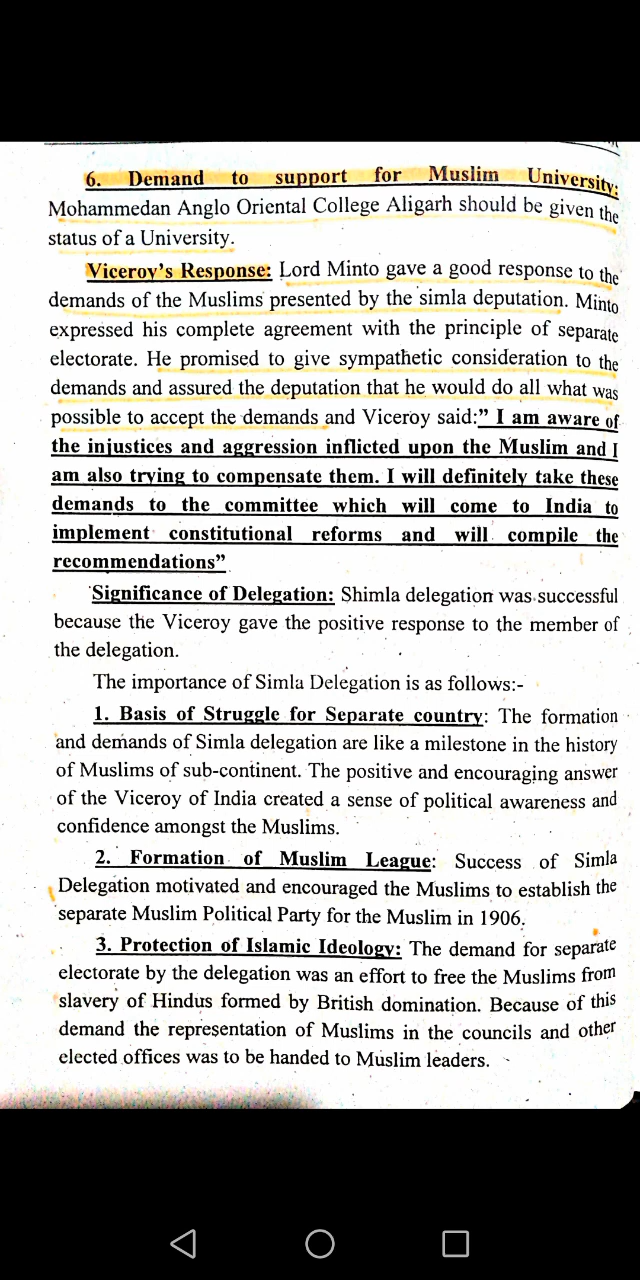 6. Demand to support for Muslim University:
Mohammedan Anglo Oriental College Aligarh should be given the
status of a University.
Viceroy's Response: Lord Minto gave a good response to the
demands of the Muslims presented by the simla deputation. Minto
expressed his complete agreement with the principle of separate
electorate. He promised to give sympathetic consideration to the
demands and assured the deputation that he would do all what was
possible to accept the demands and Viceroy said:" I am aware of
the injustices and aggression inflicted upon the Muslim and I
am also trying to compensate them. I will definitely take these
demands to the committee which will come to India to
implement constitutional reforms and will compile the
recommendations"
Significance of Delegation: Shimla delegation was successful
because the Viceroy gave the positive response to the member of
the delegation.
The importance of Simla Delegation is as follows:-
1. Basis of Struggle for Separate country: The formation
and demands of Simla delegation are like a milestone in the history
of Muslims of sub-continent. The positive and encouraging answer
of the Viceroy of India created a sense of political awareness and
confidence amongst the Muslims.
2. Formation of Muslim League: Success of Simla
Delegation motivated and encouraged the Muslims to establish the
separate Muslim Political Party for the Muslim in 1906.
3. Protection of Islamic Ideology: The demand for separate
electorate by the delegation was an effort to free the Muslims from
slavery of Hindus formed by British domination. Because of this
demand the representation of Muslims in the councils and other
elected offices was to be handed to Muslim leaders.